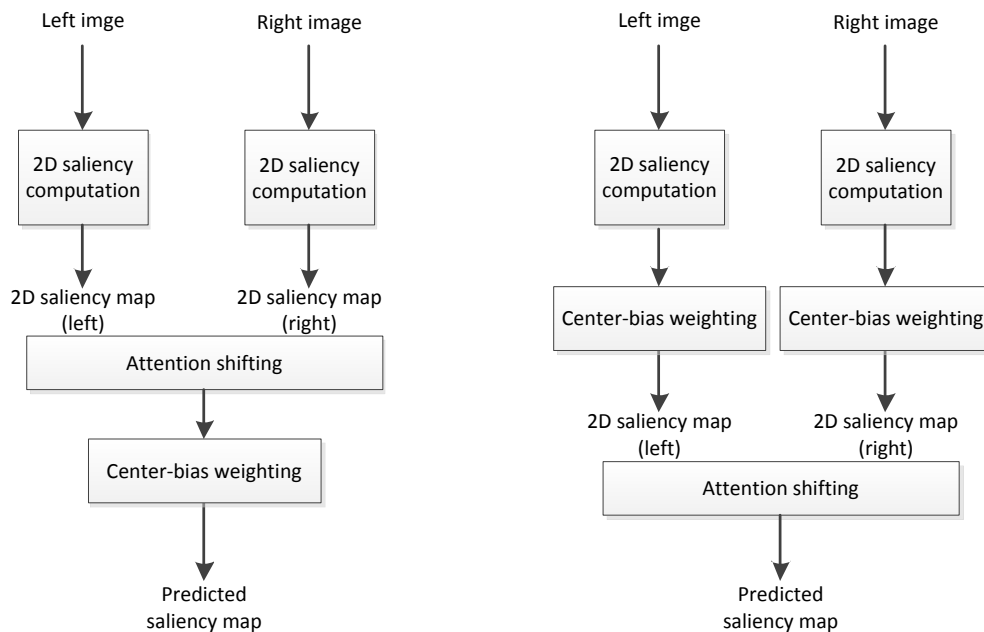 Left imge
Right image
2D saliency
computation
2D saliency
computation
2D saliency map
(left)
2D saliency map
(right)
Attention shifting
Center-bias weighting
Predicted
saliency map
Left imge
Right image
2D saliency
computation
2D saliency
computation
Center-bias weighting
Center-bias weighting
2D saliency map
(left)
2D saliency map
(right)
Attention shifting
Predicted
saliency map